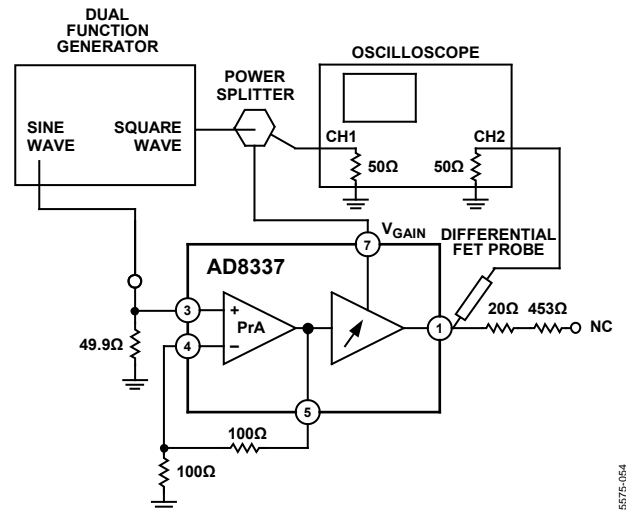 DUAL
FUNCTION
GENERATOR
OSCILLOSCOPE
POWER
SPLITTER
SINE
WAVE
SQUARE
WAVE
CH1
CH2
50Ω
50Ω
VGAIN
DIFFERENTIAL
FET PROBE
7
AD8337
20Ω
453Ω
3
+
PrA
1
NC
49.9Ω
4
–
5
100Ω
100Ω
5575-054